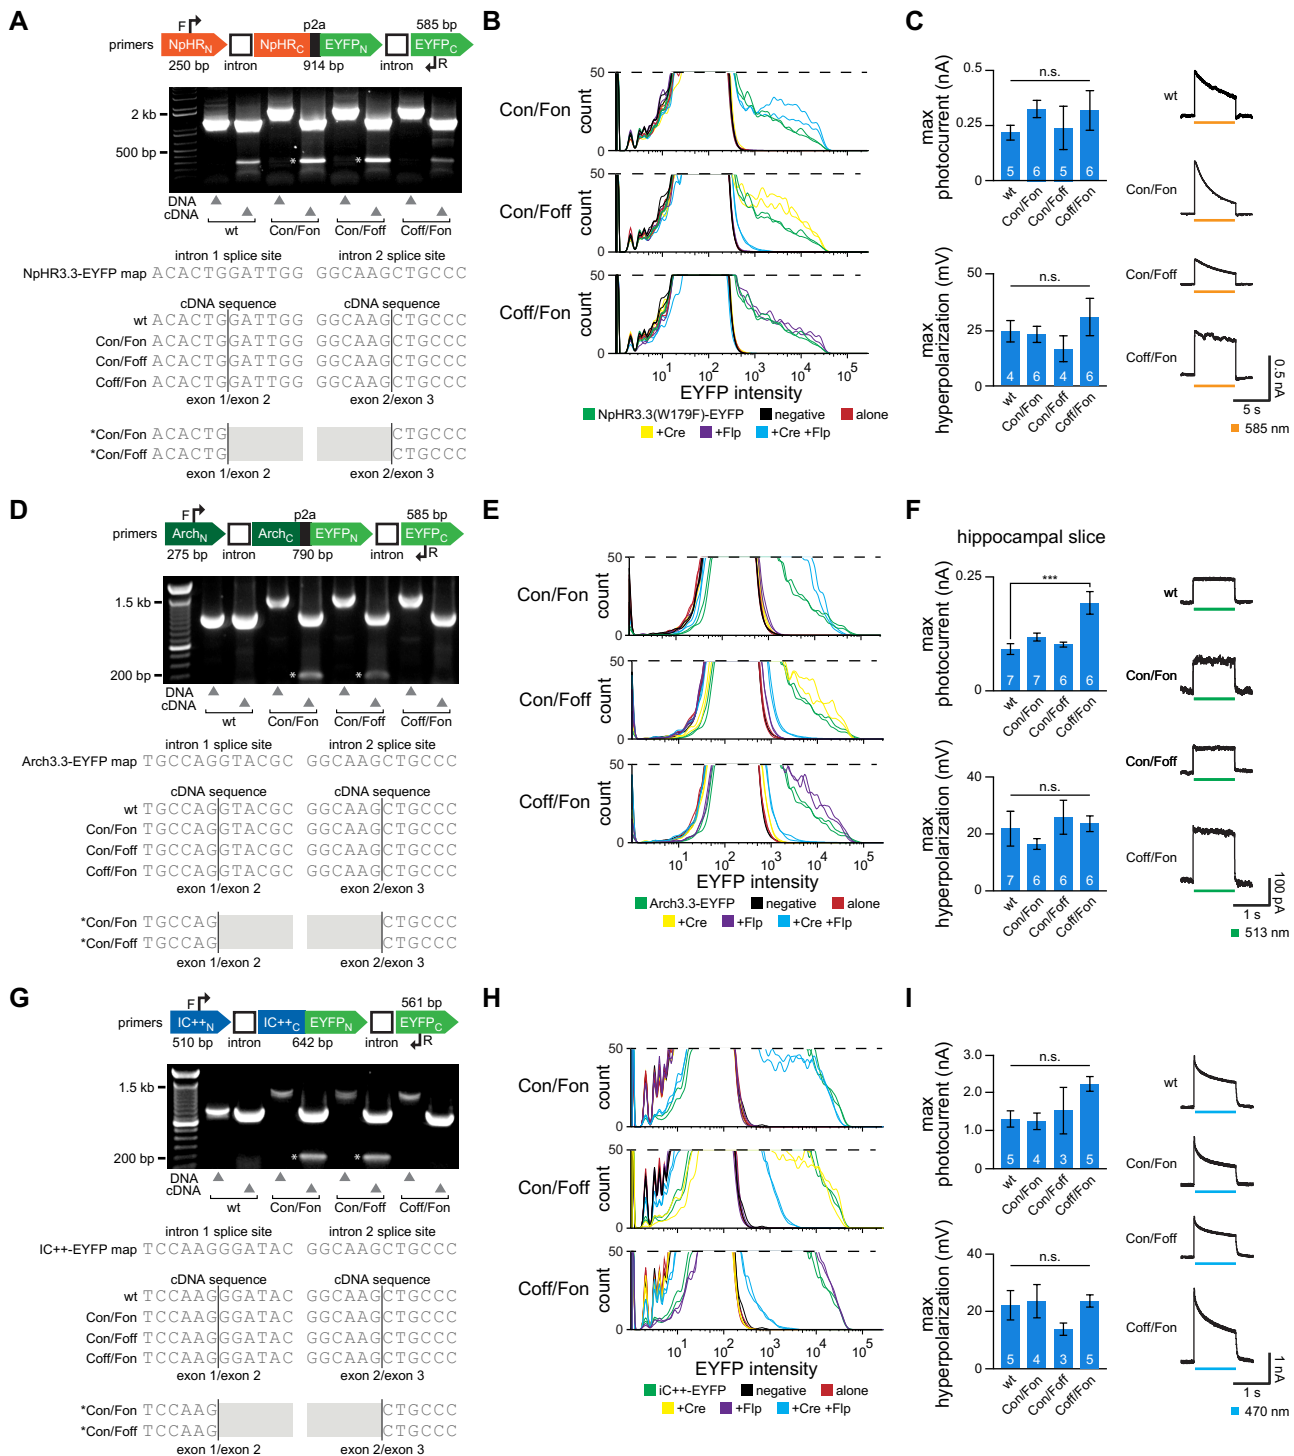 A
primers
F
NpHRN
NpHRC
p2a
EYFPN
585 bp
EYFPC
R
250 bp
intron
914 bp
intron
2 kb
500 bp
*
*
DNA
cDNA
wt
Con/Fon
Con/Foff
Coff/Fon
intron 1 splice site
intron 2 splice site
NpHR3.3-EYFP map ACACTGGATTGG GGCAAGCTGCCC
cDNA sequence
cDNA sequence
wt ACACTGGATTGG GGCAAGCTGCCC
Con/Fon ACACTGGATTGG GGCAAGCTGCCC
Con/Foff ACACTGGATTGG GGCAAGCTGCCC
Coff/Fon ACACTGGATTGG GGCAAGCTGCCC
exon 1/exon 2
exon 2/exon 3
*Con/Fon ACACTG CTGCCC
*Con/Foff ACACTG CTGCCC
exon 1/exon 2
exon 2/exon 3
B
Con/Fon
count
50
0
Con/Foff
count
50
0
Coff/Fon
count
50
0
10^1 10^2 10^3 10^4 10^5
EYFP intensity
NpHR3.3(W179F)-EYFP negative alone
+Cre +Flp +Cre +Flp
C
max photocurrent (nA)
0.5
0.25
0
n.s.
5 6 5 6
wt Con/Fon Con/Foff Coff/Fon
max hyperpolarization (mV)
50
25
0
n.s.
4 6 4 6
wt Con/Fon Con/Foff Coff/Fon
wt
Con/Fon
Con/Foff
Coff/Fon
0.5 nA
5 s
585 nm
D
primers
F
ArchN
ArchC
p2a
EYFPN
585 bp
EYFPC
R
275 bp
intron
790 bp
intron
1.5 kb
200 bp
*
*
DNA
cDNA
wt
Con/Fon
Con/Foff
Coff/Fon
intron 1 splice site
intron 2 splice site
Arch3.3-EYFP map TGCCAGGTACGC GGCAAGCTGCCC
cDNA sequence
cDNA sequence
wt TGCCAGGTACGC GGCAAGCTGCCC
Con/Fon TGCCAGGTACGC GGCAAGCTGCCC
Con/Foff TGCCAGGTACGC GGCAAGCTGCCC
Coff/Fon TGCCAGGTACGC GGCAAGCTGCCC
exon 1/exon 2
exon 2/exon 3
*Con/Fon TGCCAG CTGCCC
*Con/Foff TGCCAG CTGCCC
exon 1/exon 2
exon 2/exon 3
E
Con/Fon
count
50
0
Con/Foff
count
50
0
Coff/Fon
count
50
0
10^1 10^2 10^3 10^4 10^5
EYFP intensity
Arch3.3-EYFP negative alone
+Cre +Flp +Cre +Flp
F
hippocampal slice
max photocurrent (nA)
0.25
0
***
7 7 6 6
wt Con/Fon Con/Foff Coff/Fon
max hyperpolarization (mV)
40
20
0
n.s.
7 6 6 6
wt Con/Fon Con/Foff Coff/Fon
wt
Con/Fon
Con/Foff
Coff/Fon
100 pA
1 s
513 nm
G
primers
F
IC++N
IC++C
EYFPN
561 bp
EYFPC
R
510 bp
intron
642 bp
intron
1.5 kb
200 bp
*
*
DNA
cDNA
wt
Con/Fon
Con/Foff
Coff/Fon
intron 1 splice site
intron 2 splice site
IC++-EYFP map TCCAAGGGATAC GGCAAGCTGCCC
cDNA sequence
cDNA sequence
wt TCCAAGGGATAC GGCAAGCTGCCC
Con/Fon TCCAAGGGATAC GGCAAGCTGCCC
Con/Foff TCCAAGGGATAC GGCAAGCTGCCC
Coff/Fon TCCAAGGGATAC GGCAAGCTGCCC
exon 1/exon 2
exon 2/exon 3
*Con/Fon TCCAAG CTGCCC
*Con/Foff TCCAAG CTGCCC
exon 1/exon 2
exon 2/exon 3
H
Con/Fon
count
50
0
Con/Foff
count
50
0
Coff/Fon
count
50
0
10^1 10^2 10^3 10^4 10^5
EYFP intensity
iC++-EYFP negative alone
+Cre +Flp +Cre +Flp
I
max photocurrent (nA)
3.0
2.0
1.0
0
n.s.
5 4 3 5
wt Con/Fon Con/Foff Coff/Fon
max hyperpolarization (mV)
40
20
0
n.s.
5 4 3 5
wt Con/Fon Con/Foff Coff/Fon
wt
Con/Fon
Con/Foff
Coff/Fon
1 nA
1 s
470 nm